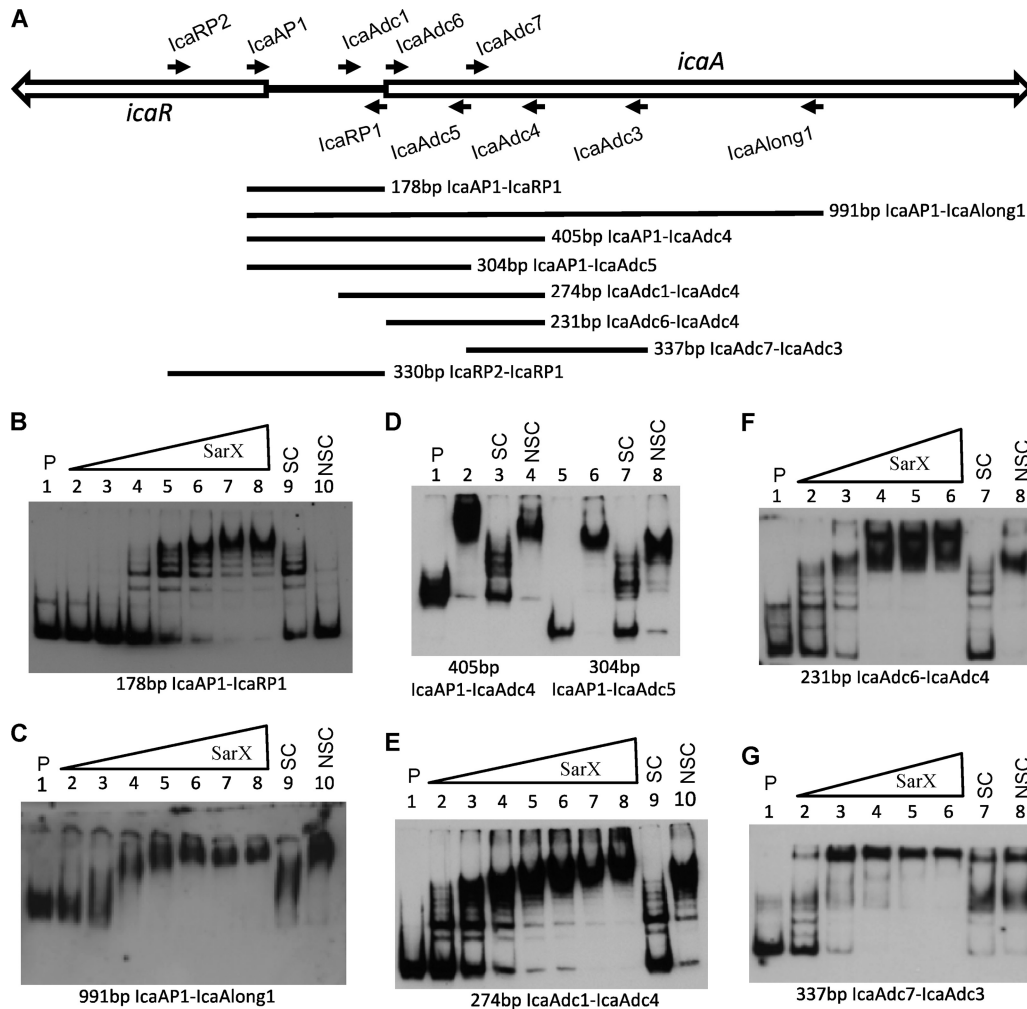 A
IcaRP2 IcaAP1 IcaAdc1 IcaAdc6 IcaAdc7
icaA
icaR
IcaRP1 IcaAdc5 IcaAdc4 IcaAdc3 IcaAlong1
178bp IcaAP1-IcaRP1
991bp IcaAP1-IcaAlong1
405bp IcaAP1-IcaAdc4
304bp IcaAP1-IcaAdc5
274bp IcaAdc1-IcaAdc4
231bp IcaAdc6-IcaAdc4
337bp IcaAdc7-IcaAdc3
330bp IcaRP2-IcaRP1
B
P SarX SC NSC
1 2 3 4 5 6 7 8 9 10
178bp IcaAP1-IcaRP1
C
P SarX SC NSC
1 2 3 4 5 6 7 8 9 10
991bp IcaAP1-IcaAlong1
D
P SC NSC SC NSC
1 2 3 4 5 6 7 8
405bp 304bp
IcaAP1-IcaAdc4 IcaAP1-IcaAdc5
E
P SarX SC NSC
1 2 3 4 5 6 7 8 9 10
274bp IcaAdc1-IcaAdc4
F
P SarX SC NSC
1 2 3 4 5 6 7 8
231bp IcaAdc6-IcaAdc4
G
P SarX SC NSC
1 2 3 4 5 6 7 8
337bp IcaAdc7-IcaAdc3